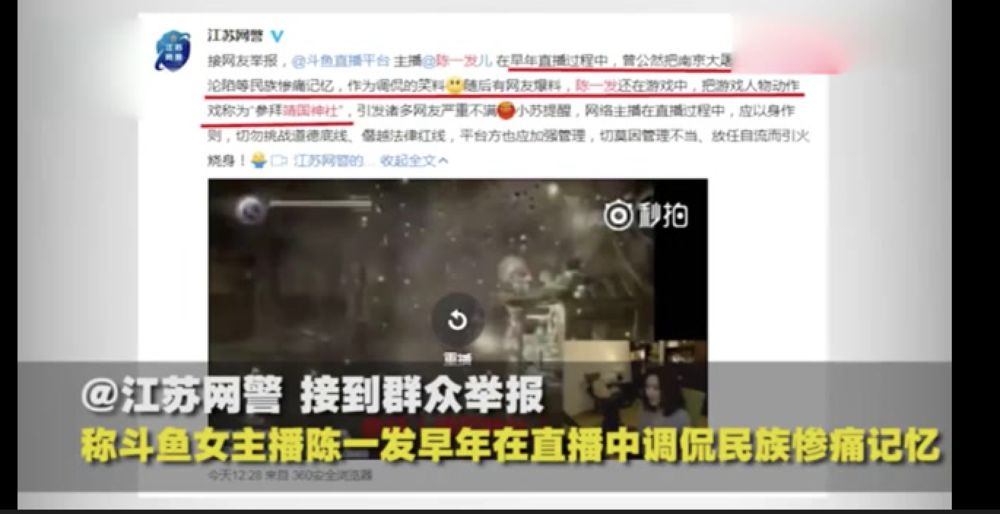 江苏网警
接网友举报，@斗鱼直播平台 主播@陈一发儿 在早年直播过程中，曾公然把南京大屠
沦陷等民族惨痛记忆，作为调侃的笑料 随后有网友爆料，陈一发还在游戏中，把游戏人物动作
戏称为“参拜靖国神社”，引发诸多网友严重不满 小苏提醒，网络主播在直播过程中，应以身作
则，切勿挑战道德底线、僭越法律红线，平台方也应加强管理，切莫因管理不当、放任自流而引火
烧身！ 江苏网警的... 收起全文
秒拍
重播
@江苏网警 接到群众举报
称斗鱼女主播陈一发早年在直播中调侃民族惨痛记忆
今天12:28 来自 360安全浏览器